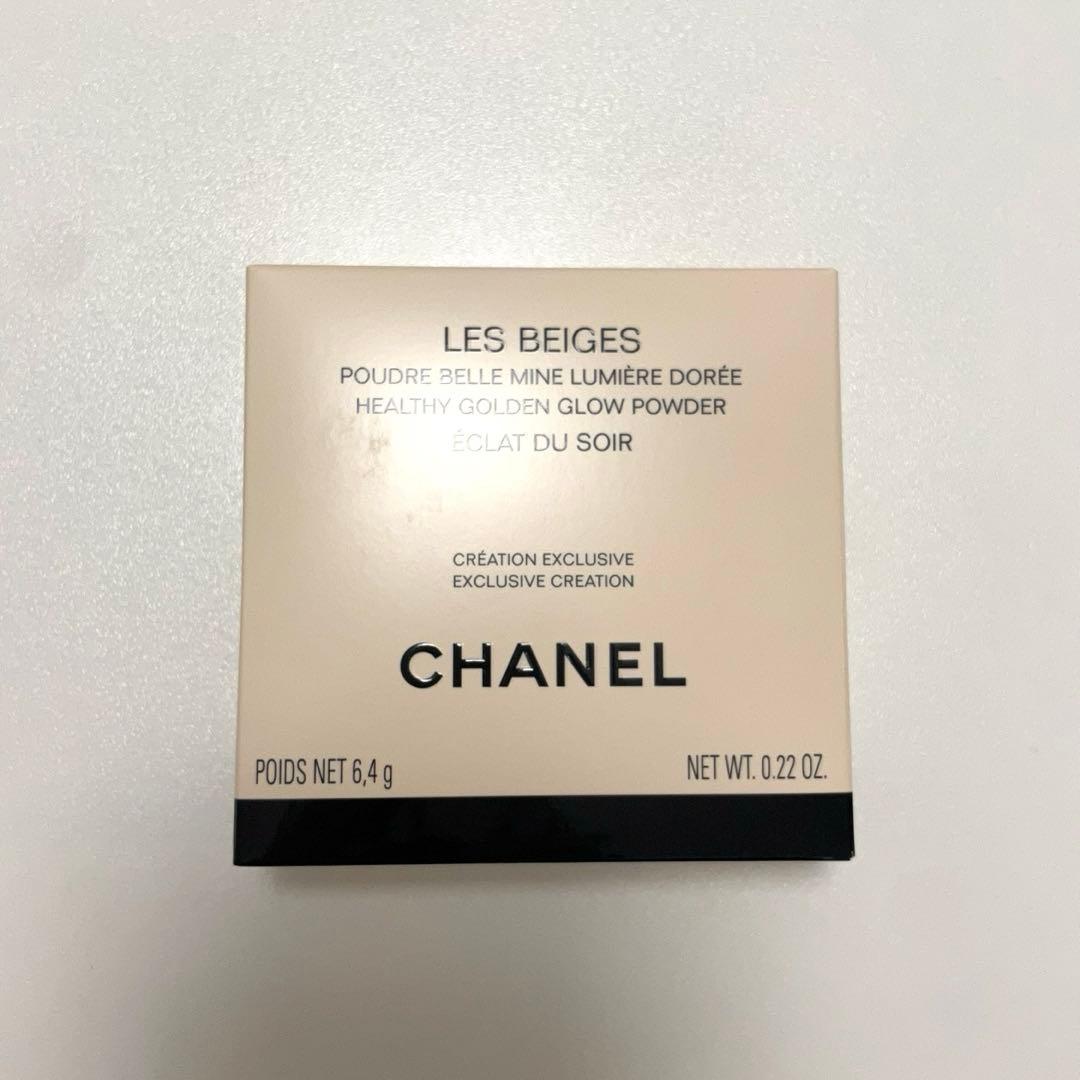 LES BEIGES
POUDRE BELLE MINE LUMIÈRE DORÉE
HEALTHY GOLDEN GLOW POWDER
ÉCLAT DU SOIR
CRÉATION EXCLUSIVE
EXCLUSIVE CREATION
CHANEL
POIDS NET 6,4 g
NET WT. 0.22 OZ.